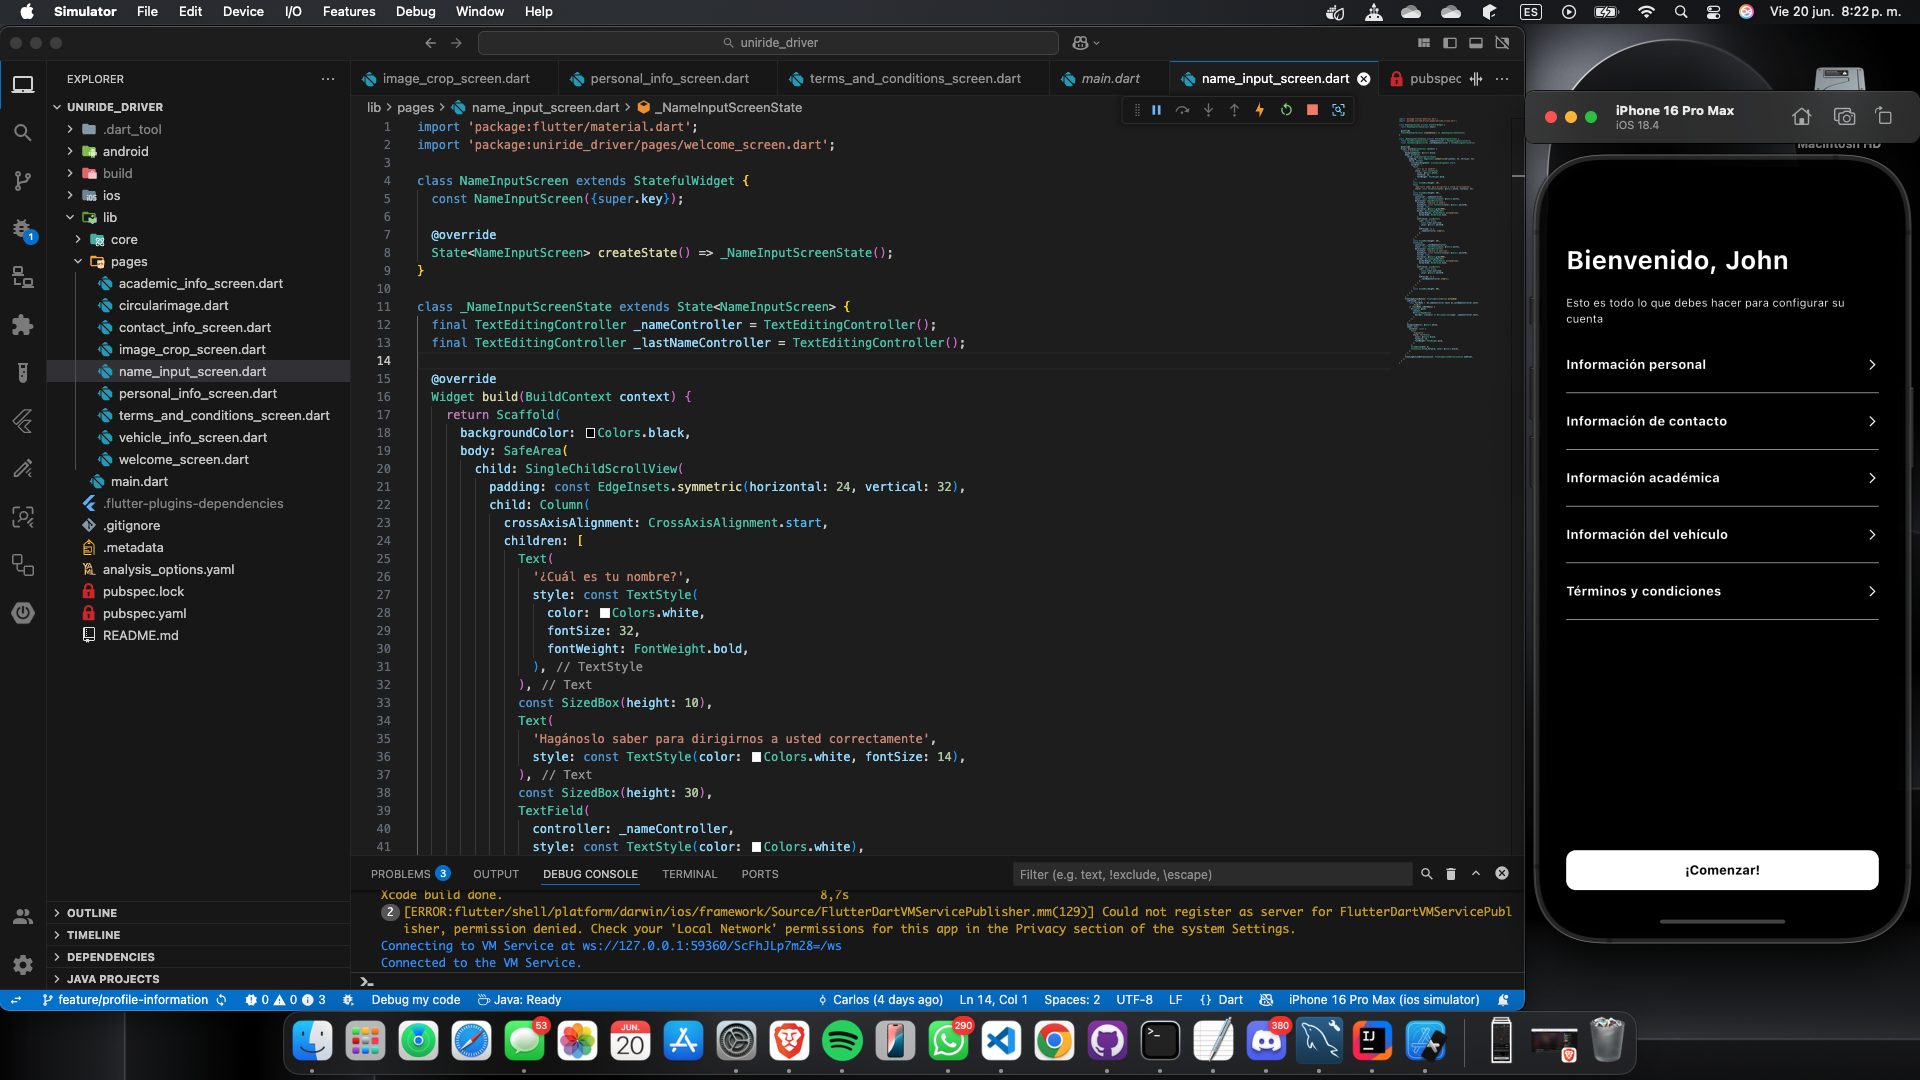 Simulator File Edit Device I/O Features Debug Window Help
ES Vie 20 jun. 8:22 p. m.
uniride_driver
EXPLORER
UNIRIDE_DRIVER
.dart_tool
android
build
ios
lib
core
pages
academic_info_screen.dart
circularimage.dart
contact_info_screen.dart
image_crop_screen.dart
name_input_screen.dart
personal_info_screen.dart
terms_and_conditions_screen.dart
vehicle_info_screen.dart
welcome_screen.dart
main.dart
.flutter-plugins-dependencies
.gitignore
.metadata
analysis_options.yaml
pubspec.lock
pubspec.yaml
README.md
OUTLINE
TIMELINE
DEPENDENCIES
JAVA PROJECTS
1
image_crop_screen.dart personal_info_screen.dart terms_and_conditions_screen.dart main.dart name_input_screen.dart pubspec
lib > pages > name_input_screen.dart > _NameInputScreenState
1 import 'package:flutter/material.dart';
2 import 'package:uniride_driver/pages/welcome_screen.dart';
3
4 class NameInputScreen extends StatefulWidget {
5 const NameInputScreen({super.key});
6
7 @override
8 State<NameInputScreen> createState() => _NameInputScreenState();
9 }
10
11 class _NameInputScreenState extends State<NameInputScreen> {
12 final TextEditingController _nameController = TextEditingController();
13 final TextEditingController _lastNameController = TextEditingController();
14
15 @override
16 Widget build(BuildContext context) {
17 return Scaffold(
18 backgroundColor: Colors.black,
19 body: SafeArea(
20 child: SingleChildScrollView(
21 padding: const EdgeInsets.symmetric(horizontal: 24, vertical: 32),
22 child: Column(
23 crossAxisAlignment: CrossAxisAlignment.start,
24 children: [
25 Text(
26 '¿Cuál es tu nombre?',
27 style: const TextStyle(
28 color: Colors.white,
29 fontSize: 32,
30 fontWeight: FontWeight.bold,
31 ), // TextStyle
32 ), // Text
33 const SizedBox(height: 10),
34 Text(
35 'Hagánoslo saber para dirigirnos a usted correctamente',
36 style: const TextStyle(color: Colors.white, fontSize: 14),
37 ), // Text
38 const SizedBox(height: 30),
39 TextField(
40 controller: _nameController,
41 style: const TextStyle(color: Colors.white),
PROBLEMS 3 OUTPUT DEBUG CONSOLE TERMINAL PORTS Filter (e.g. text, !exclude, \escape)
Xcode build done. 8,7s
2 [ERROR:flutter/shell/platform/darwin/ios/framework/Source/FlutterDartVMServicePublisher.mm(129)] Could not register as server for FlutterDartVMServicePubl
isher, permission denied. Check your 'Local Network' permissions for this app in the Privacy section of the system Settings.
Connecting to VM Service at ws://127.0.0.1:59360/ScFhJLp7m28=/ws
Connected to the VM Service.
feature/profile-information 0 0 3 Debug my code Java: Ready Carlos (4 days ago) Ln 14, Col 1 Spaces: 2 UTF-8 LF {} Dart iPhone 16 Pro Max (ios simulator)
iPhone 16 Pro Max
iOS 18.4
Macintosh HD
Bienvenido, John
Esto es todo lo que debes hacer para configurar su
cuenta
Información personal
Información de contacto
Información académica
Información del vehículo
Términos y condiciones
¡Comenzar!
53
JUN.
20
290
380
IJ